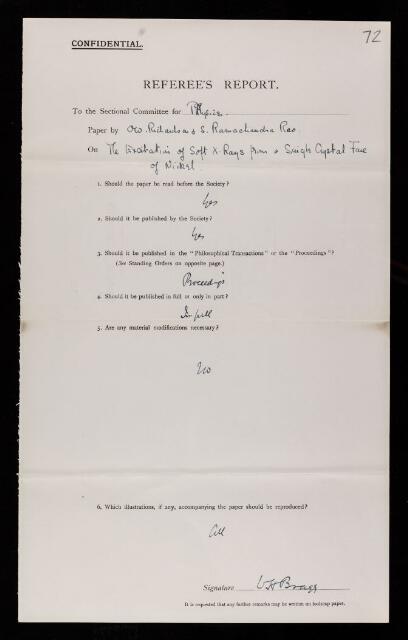 72
CONFIDENTIAL.
REFEREE'S REPORT.
To the Sectional Committee for Physics.
Paper by O.W. Richardson & S. Ramachandra Rao
On The Excitation of Soft X-Rays from a Single Crystal Face
of Nickel
1. Should the paper be read before the Society?
Yes
2. Should it be published by the Society?
Yes
3. Should it be published in the "Philosophical Transactions" or the "Proceedings"?
(See Standing Orders on opposite page.)
Proceedings
4. Should it be published in full or only in part?
In full
5. Are any material modifications necessary?
No
6. Which illustrations, if any, accompanying the paper should be reproduced?
All
Signature W H Bragg
It is requested that any further remarks may be written on foolscap paper.